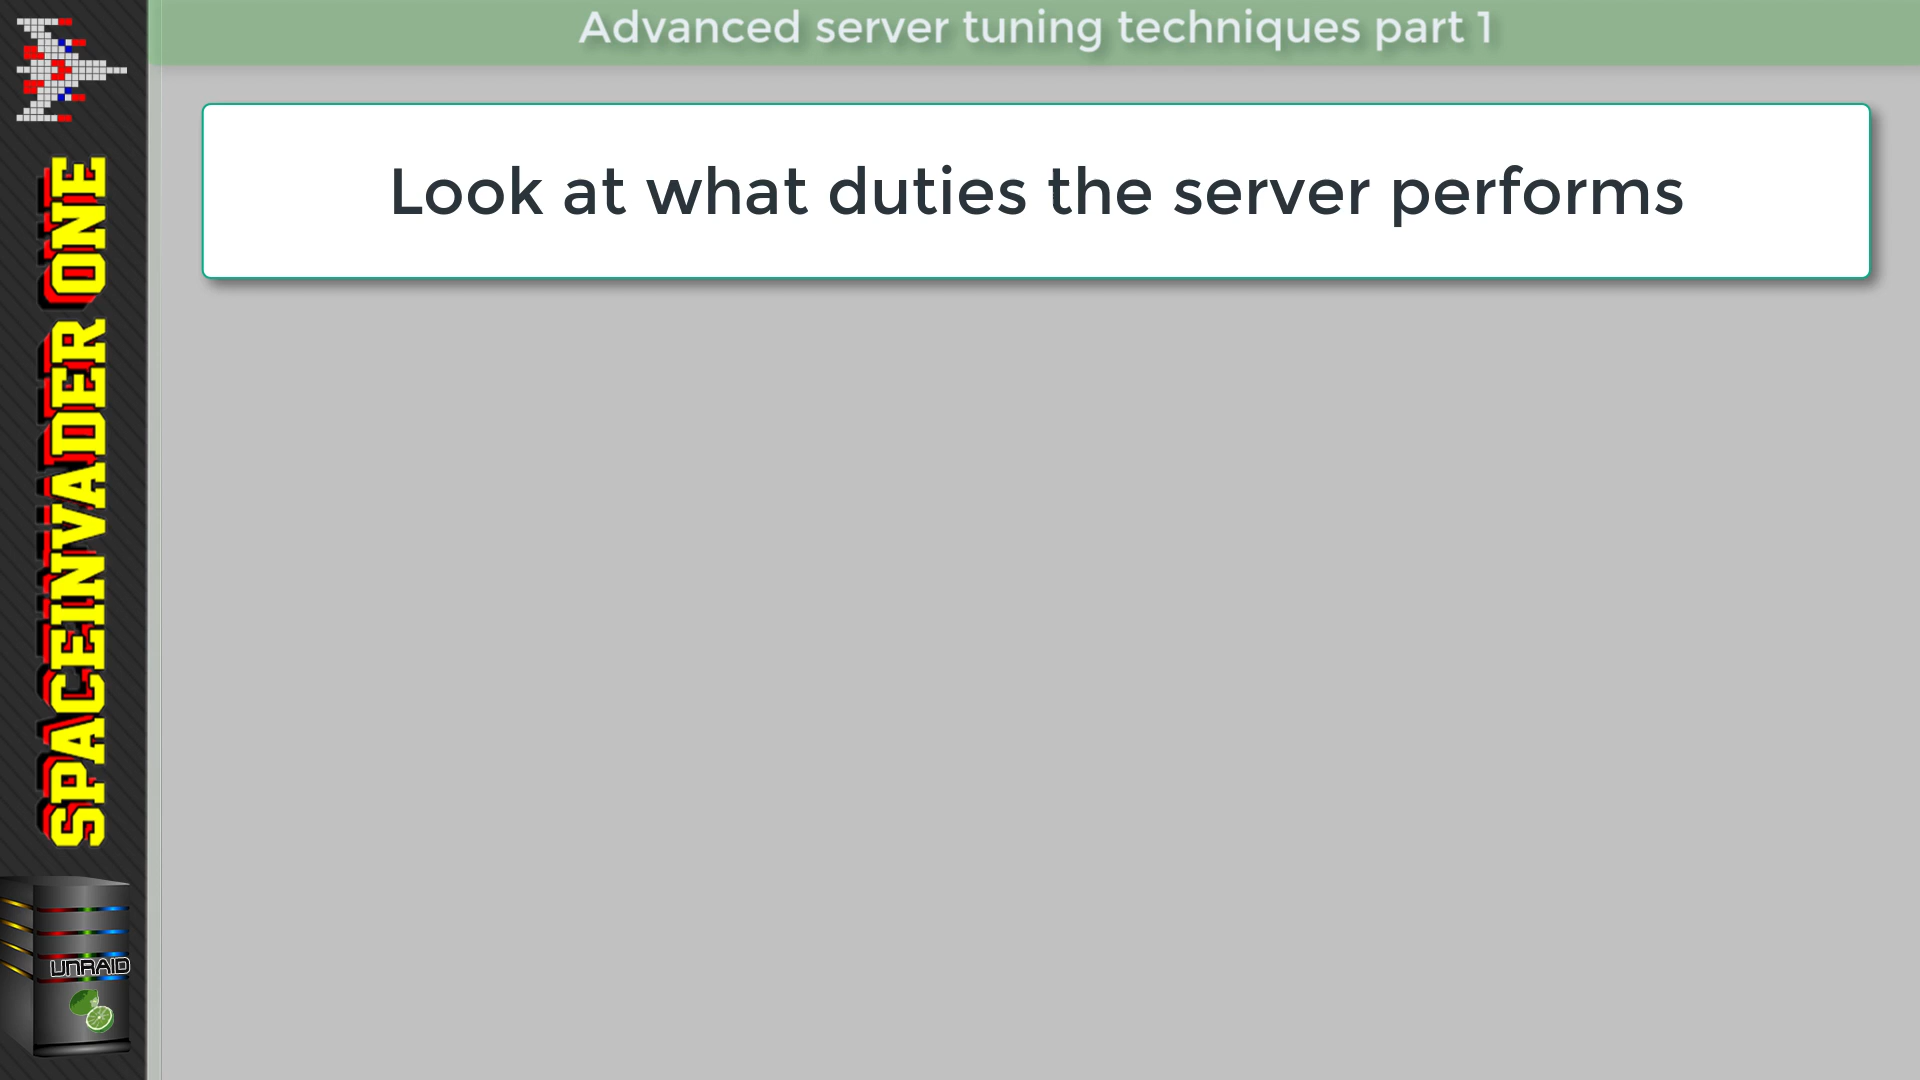 Advanced server tuning techniques part 1
Look at what duties the server performs
SPACEINVADER ONE
UNRAID